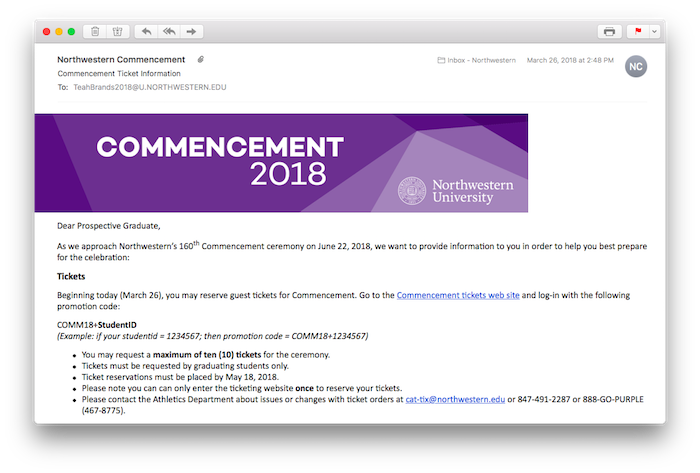 Northwestern Commencement
Inbox - Northwestern March 26, 2018 at 2:48 PM
NC
Commencement Ticket Information
To: TeahBrands2018@U.NORTHWESTERN.EDU
COMMENCEMENT
2018
Northwestern
University
Dear Prospective Graduate,
As we approach Northwestern's 160th Commencement ceremony on June 22, 2018, we want to provide information to you in order to help you best prepare
for the celebration:
Tickets
Beginning today (March 26), you may reserve guest tickets for Commencement. Go to the Commencement tickets web site and log-in with the following
promotion code:
COMM18+StudentID
(Example: if your studentid = 1234567; then promotion code = COMM18+1234567)
• You may request a maximum of ten (10) tickets for the ceremony.
• Tickets must be requested by graduating students only.
• Ticket reservations must be placed by May 18, 2018.
• Please note you can can only enter the ticketing website once to reserve your tickets.
• Please contact the Athletics Department about issues or changes with ticket orders at cat-tix@northwestern.edu or 847-491-2287 or 888-GO-PURPLE
(467-8775).